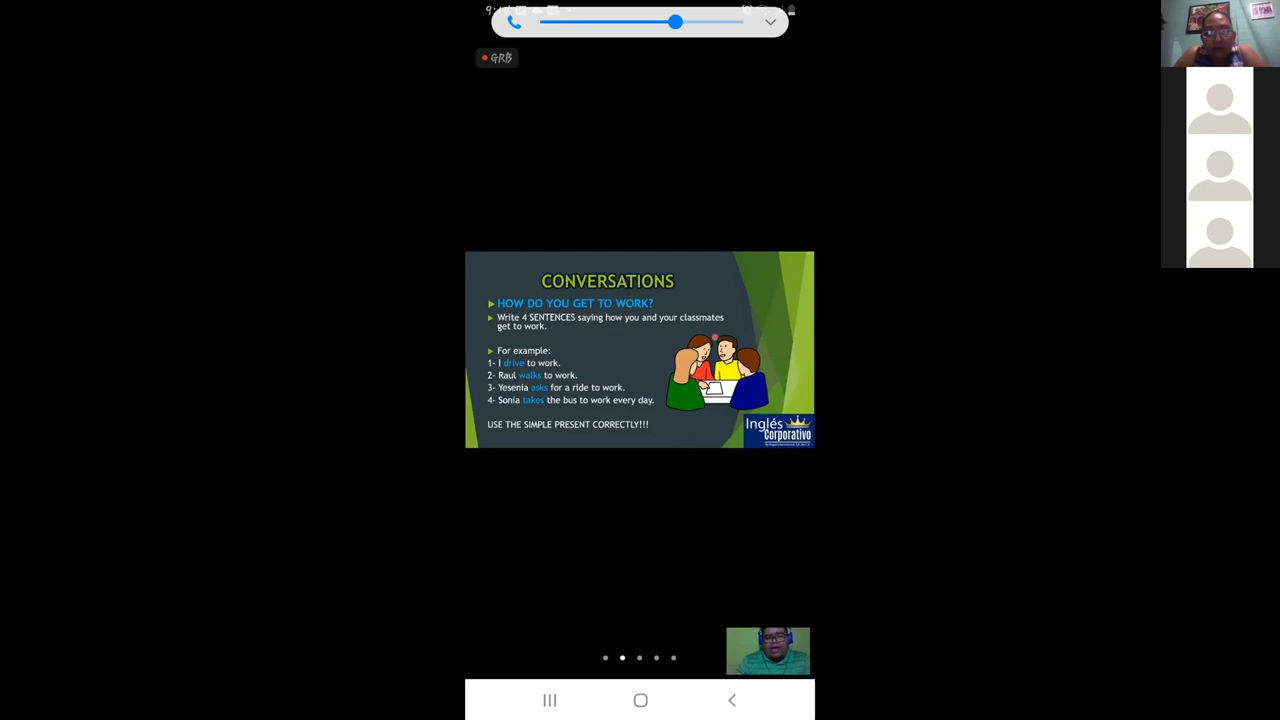 GRB
CONVERSATIONS
HOW DO YOU GET TO WORK?
Write 4 SENTENCES saying how you and your classmates
get to work.
For example:
1- I drive to work.
2- Raul walks to work.
3- Yesenia asks for a ride to work.
4- Sonia takes the bus to work every day.
USE THE SIMPLE PRESENT CORRECTLY!!!
Inglés
Corporativo